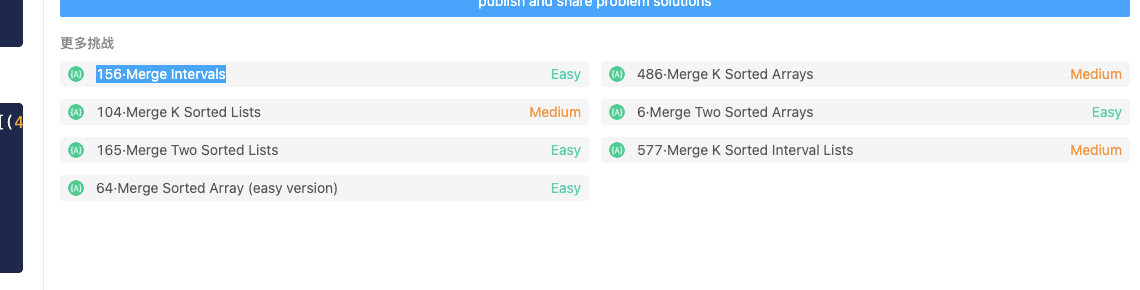 publish and share problem solutions
更多挑战
156·Merge Intervals Easy
486·Merge K Sorted Arrays Medium
104·Merge K Sorted Lists Medium
6·Merge Two Sorted Arrays Easy
165·Merge Two Sorted Lists Easy
577·Merge K Sorted Interval Lists Medium
64·Merge Sorted Array (easy version) Easy
[(4